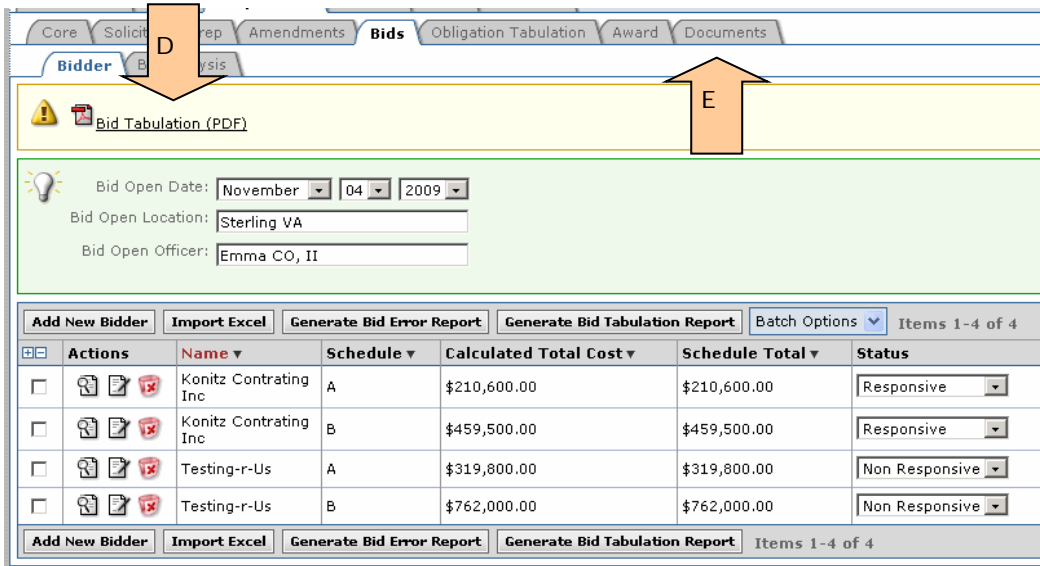 Core Solicit rep Amendments Bids Obligation Tabulation Award Documents
D
Bidder B ysis
E
Bid Tabulation (PDF)
Bid Open Date: November 04 2009
Bid Open Location: Sterling VA
Bid Open Officer: Emma CO, II
Add New Bidder Import Excel Generate Bid Error Report Generate Bid Tabulation Report Batch Options Items 1-4 of 4
Actions Name Schedule Calculated Total Cost Schedule Total Status
Konitz Contrating
Inc A $210,600.00 $210,600.00 Responsive
Konitz Contrating
Inc B $459,500.00 $459,500.00 Responsive
Testing-r-Us A $319,800.00 $319,800.00 Non Responsive
Testing-r-Us B $762,000.00 $762,000.00 Non Responsive
Add New Bidder Import Excel Generate Bid Error Report Generate Bid Tabulation Report Items 1-4 of 4